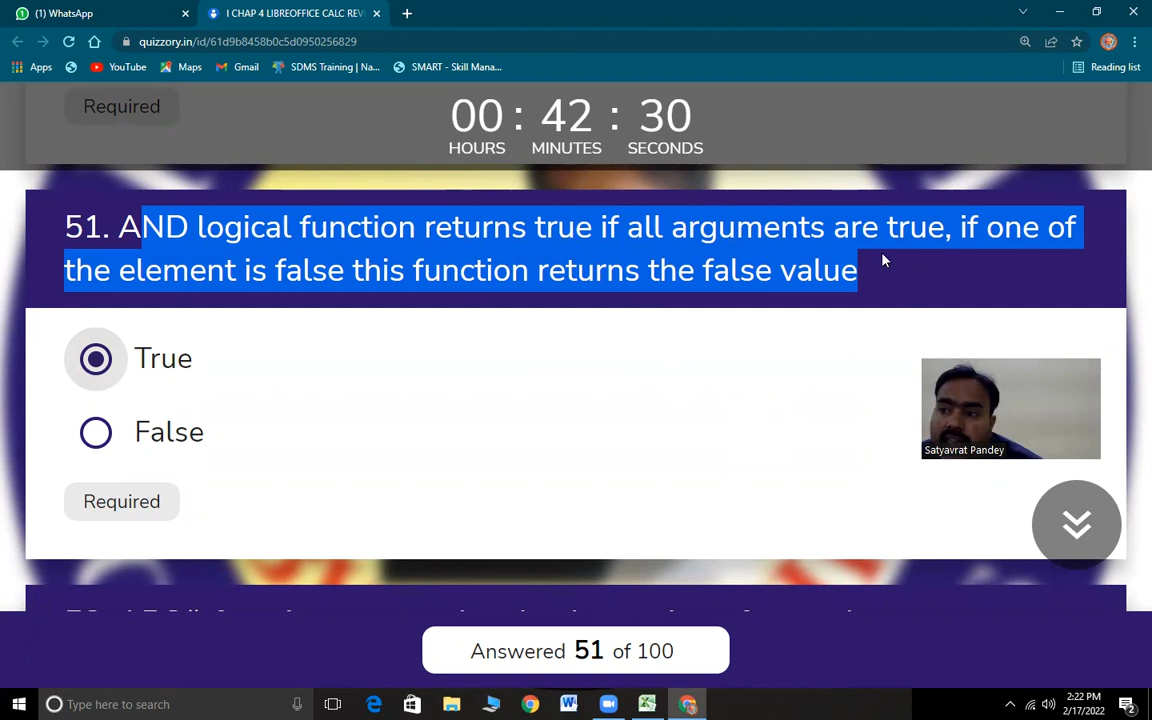 (1) WhatsApp
I CHAP 4 LIBREOFFICE CALC REV
quizzory.in/id/61d9b8458b0c5d0950256829
Apps
YouTube
Maps
Gmail
SDMS Training | Na...
SMART - Skill Mana...
Reading list
Required
00 : 42 : 30
HOURS MINUTES SECONDS
51. AND logical function returns true if all arguments are true, if one of
the element is false this function returns the false value
True
False
Satyavrat Pandey
Required
Answered 51 of 100
Type here to search
2:22 PM
2/17/2022
2